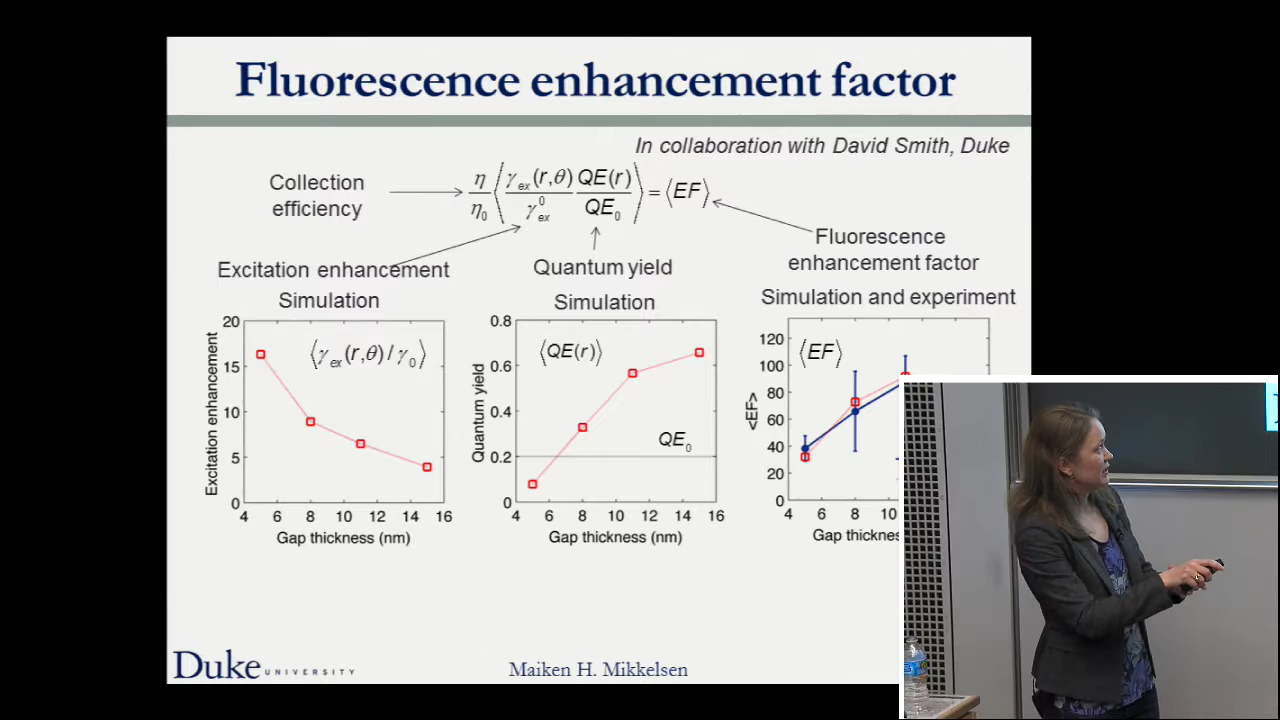 Fluorescence enhancement factor
In collaboration with David Smith, Duke
Collection
efficiency
η/η₀ ⟨γex(r,θ)/γ⁰ex QE(r)/QE₀⟩ = ⟨EF⟩
Fluorescence
enhancement factor
Excitation enhancement
Quantum yield
Simulation
Simulation
Simulation and experiment
20
15
10
5
0
Excitation enhancement
⟨γex(r,θ)/γ₀⟩
4 6 8 10 12 14 16
Gap thickness (nm)
0.8
0.6
0.4
0.2
0
Quantum yield
⟨QE(r)⟩
QE₀
4 6 8 10 12 14 16
Gap thickness (nm)
120
100
80
60
40
20
0
<EF>
⟨EF⟩
4 6 8
Gap thickness
Duke UNIVERSITY
Maiken H. Mikkelsen